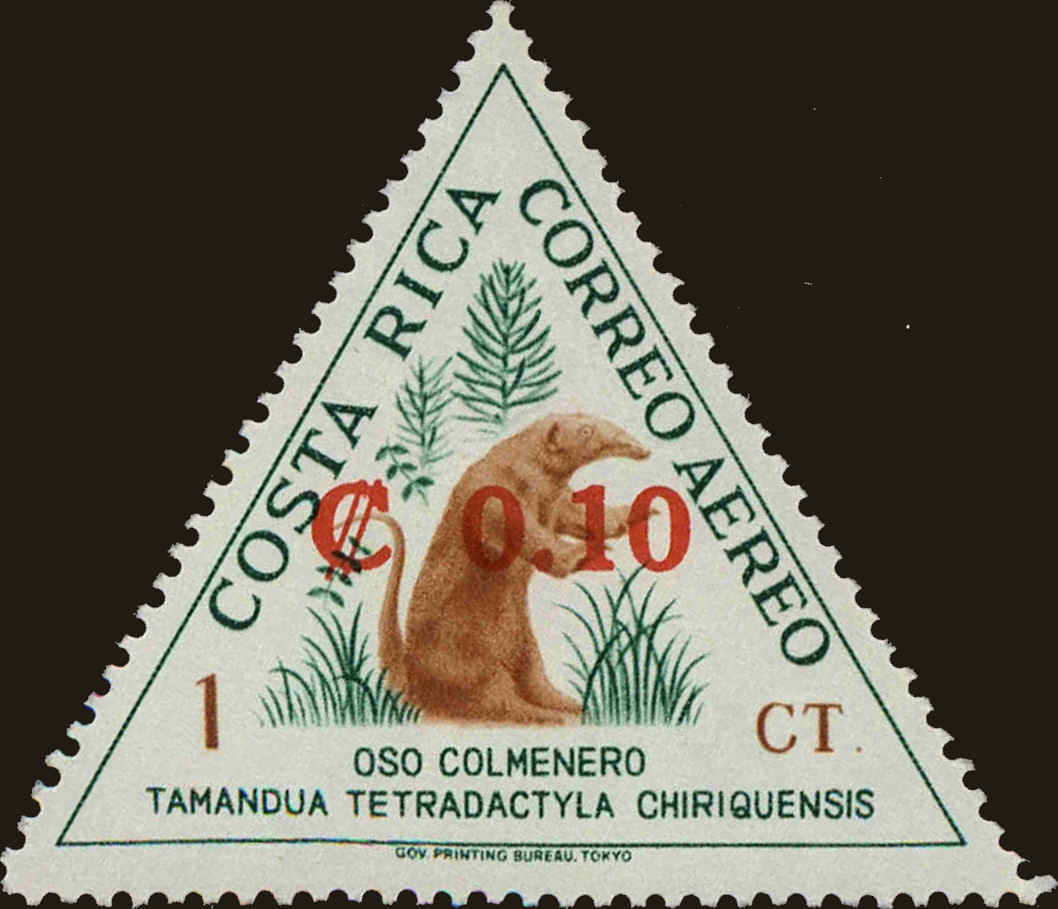 COSTA RICA
CORREO AEREO
₡ 0.10
1 CT.
OSO COLMENERO
TAMANDUA TETRADACTYLA CHIRIQUENSIS
GOV. PRINTING BUREAU, TOKYO